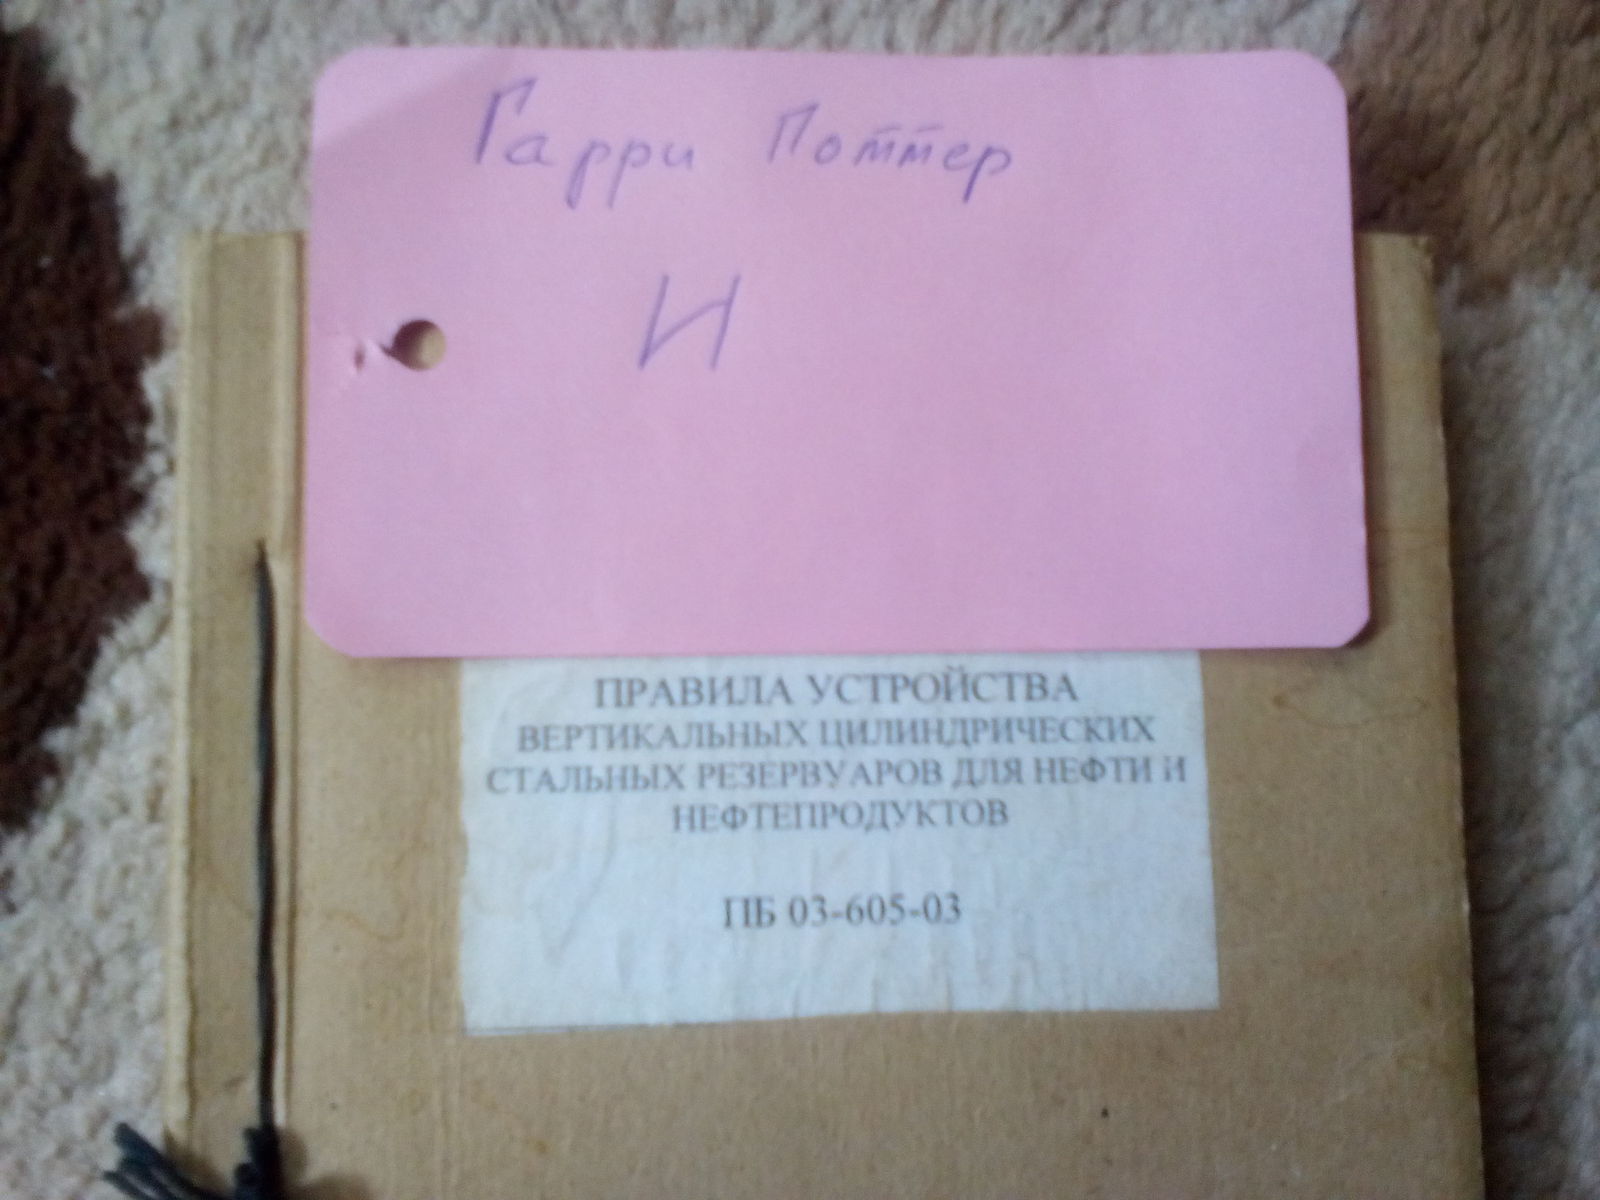 Гарри Поттер
И
ПРАВИЛА УСТРОЙСТВА
ВЕРТИКАЛЬНЫХ ЦИЛИНДРИЧЕСКИХ
СТАЛЬНЫХ РЕЗЕРВУАРОВ ДЛЯ НЕФТИ И
НЕФТЕПРОДУКТОВ
ПБ 03-605-03